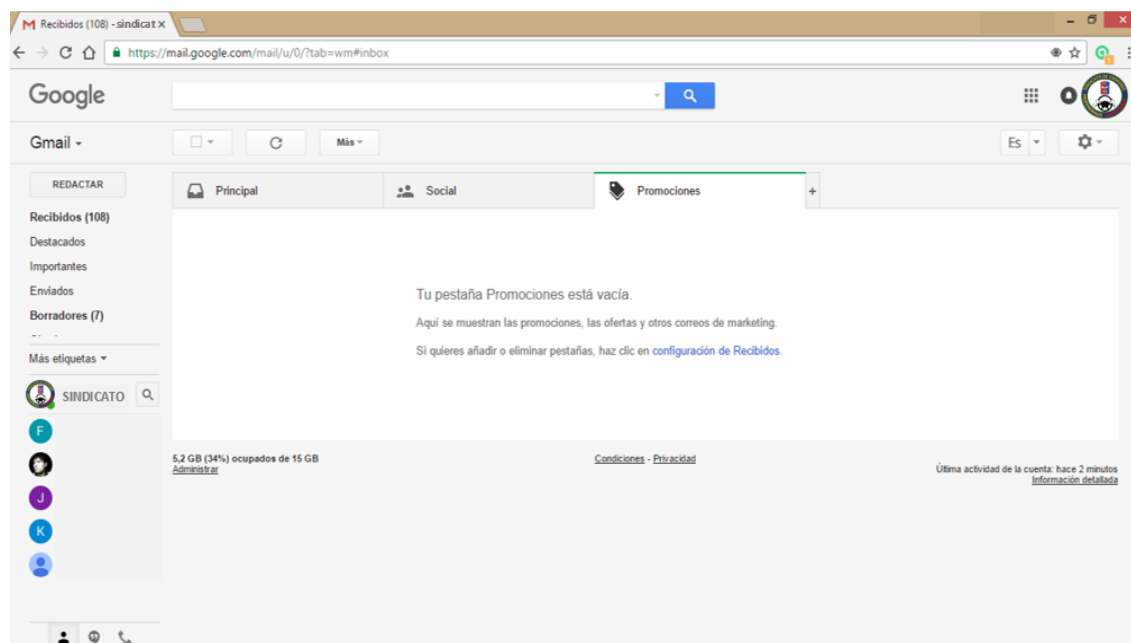 Recibidos (108) - sindicat
https://mail.google.com/mail/u/0/?tab=wm#inbox
1
Google
Gmail
Más
Es
REDACTAR
Principal
Social
Promociones
+
Recibidos (108)
Destacados
Importantes
Enviados
Borradores (7)
Más etiquetas
Tu pestaña Promociones está vacía.
Aquí se muestran las promociones, las ofertas y otros correos de marketing.
Si quieres añadir o eliminar pestañas, haz clic en configuración de Recibidos.
SINDICATO
F
J
K
5,2 GB (34%) ocupados de 15 GB
Administrar
Condiciones - Privacidad
Última actividad de la cuenta: hace 2 minutos
Información detallada